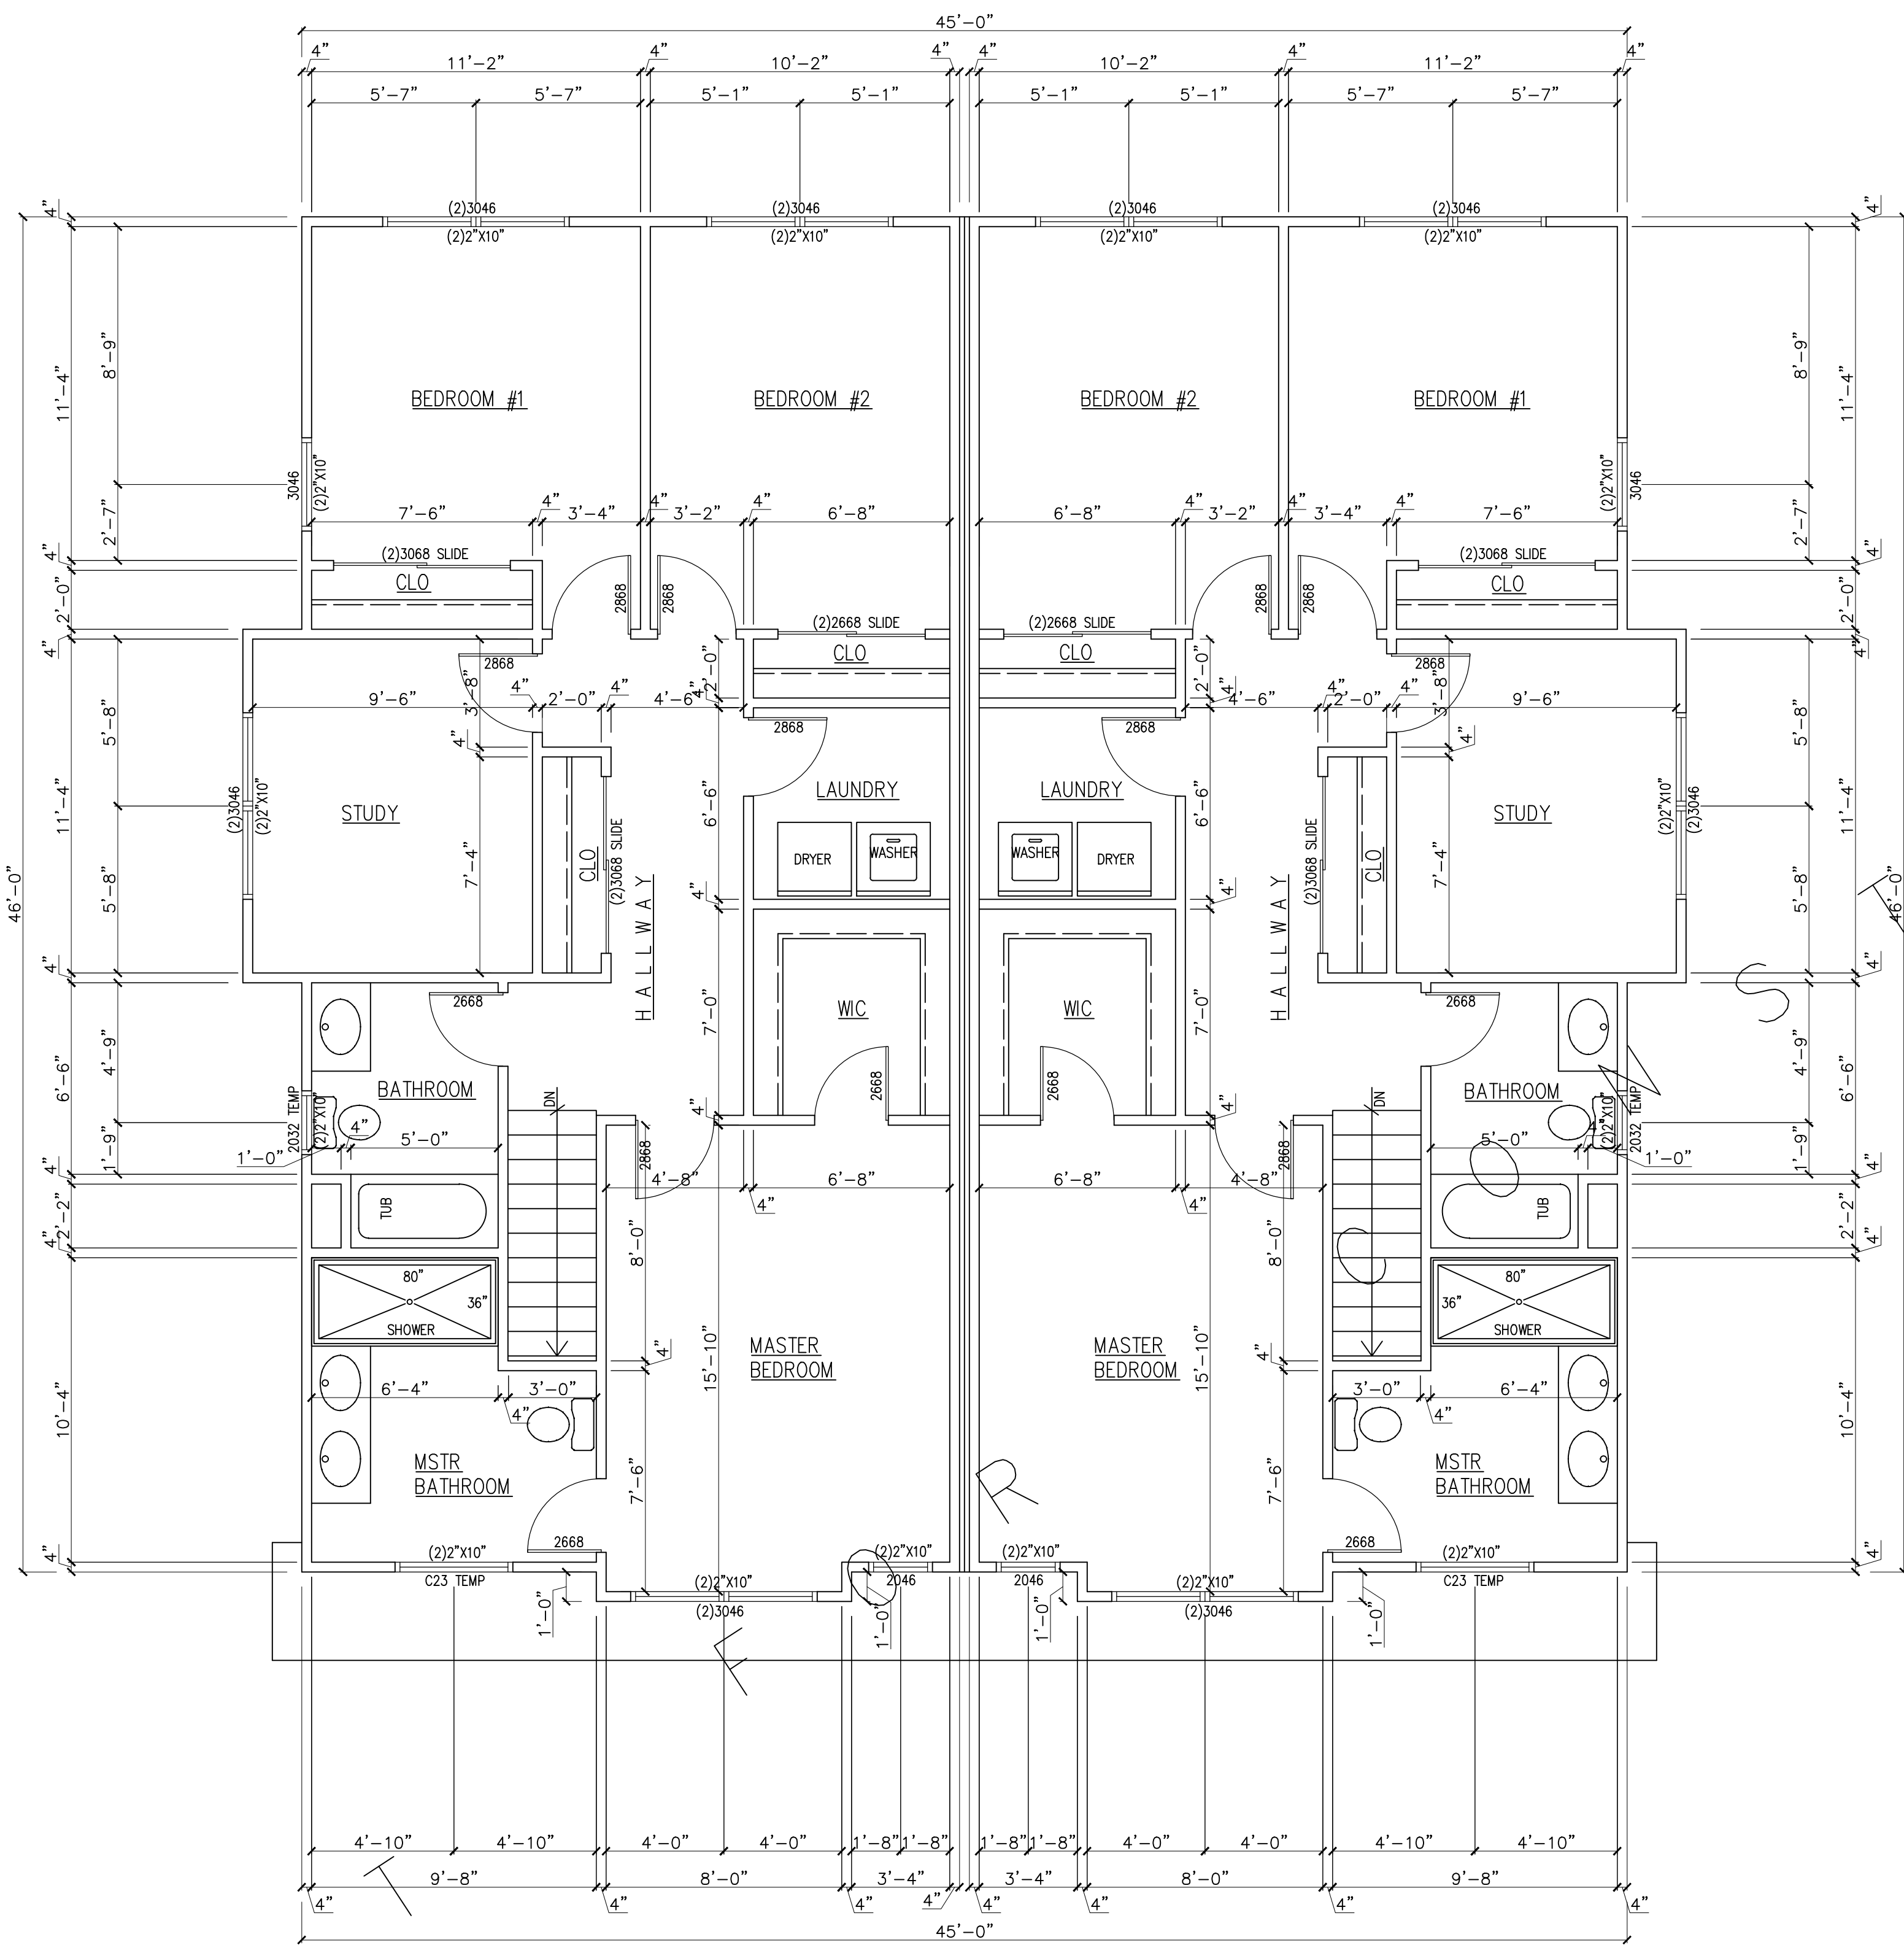 45'-0"
4" 4" 4" 4" 4" 4"
11'-2" 10'-2" 10'-2" 11'-2"
5'-7" 5'-7" 5'-1" 5'-1" 5'-1" 5'-1" 5'-7" 5'-7"
4" (2)3046 (2)3046 (2)3046 (2)3046 4"
(2)2"X10" (2)2"X10" (2)2"X10" (2)2"X10"
8'-9" 8'-9"
11'-4" 11'-4"
BEDROOM #1 BEDROOM #2 BEDROOM #2 BEDROOM #1
3046 (2)2"X10" (2)2"X10" 3046
4" 4" 4" 4" 4" 4"
7'-6" 3'-4" 3'-2" 6'-8" 6'-8" 3'-2" 3'-4" 7'-6"
2'-7" 2'-7"
4" (2)3068 SLIDE (2)3068 SLIDE 4"
CLO CLO
2'-0" 2868 2868 2868 2868 2'-0"
(2)2668 SLIDE (2)2668 SLIDE
4" CLO CLO 4"
2868 2868
3'-8" 2'-0" 2'-0" 3'-8"
4" 4" 4" 4" 4" 4"
9'-6" 2'-0" 4'-6" 4'-6" 2'-0" 9'-6"
2868 2868
5'-8" 4" 4" 5'-8"
LAUNDRY LAUNDRY
6'-6" 6'-6"
(2)3046 (2)2"X10" STUDY STUDY (2)2"X10" (2)3046
11'-4" 11'-4"
DRYER WASHER WASHER DRYER
7'-4" CLO (2)3068 SLIDE (2)3068 SLIDE CLO 7'-4"
46'-0" 5'-8" 4" 4" 5'-8" 46'-0"
HALLWAY HALLWAY
4" 4"
2668 2668
7'-0" WIC WIC 7'-0"
4'-9" 4'-9"
6'-6" 6'-6"
2668 2668
BATHROOM BATHROOM
2032 TEMP (2)2"X10" DN DN (2)2"X10" 2032 TEMP
4" 4" 4" 4"
5'-0" 2868 2868 5'-0"
1'-9" 1'-0" 1'-0" 1'-9"
4" 4'-8" 6'-8" 6'-8" 4'-8" 4"
4" 4"
2'-2" TUB TUB 2'-2"
4" 8'-0" 8'-0" 4"
80" 80"
36" 36"
SHOWER SHOWER
MASTER MASTER
BEDROOM BEDROOM
4" 15'-10" 15'-10" 4"
6'-4" 3'-0" 3'-0" 6'-4"
4" 4"
10'-4" 10'-4"
MSTR MSTR
BATHROOM BATHROOM
7'-6" 7'-6"
2668 2668
4" (2)2"X10" (2)2"X10" (2)2"X10" (2)2"X10" 4"
C23 TEMP 2046 2046 C23 TEMP
(2)2"X10" (2)2"X10"
(2)3046 (2)3046
1'-0" 1'-0" 1'-0" 1'-0"
4'-10" 4'-10" 4'-0" 4'-0" 1'-8" 1'-8" 1'-8" 1'-8" 4'-0" 4'-0" 4'-10" 4'-10"
9'-8" 8'-0" 3'-4" 3'-4" 8'-0" 9'-8"
4" 4" 4" 4" 4" 4" 4" 4"
45'-0"